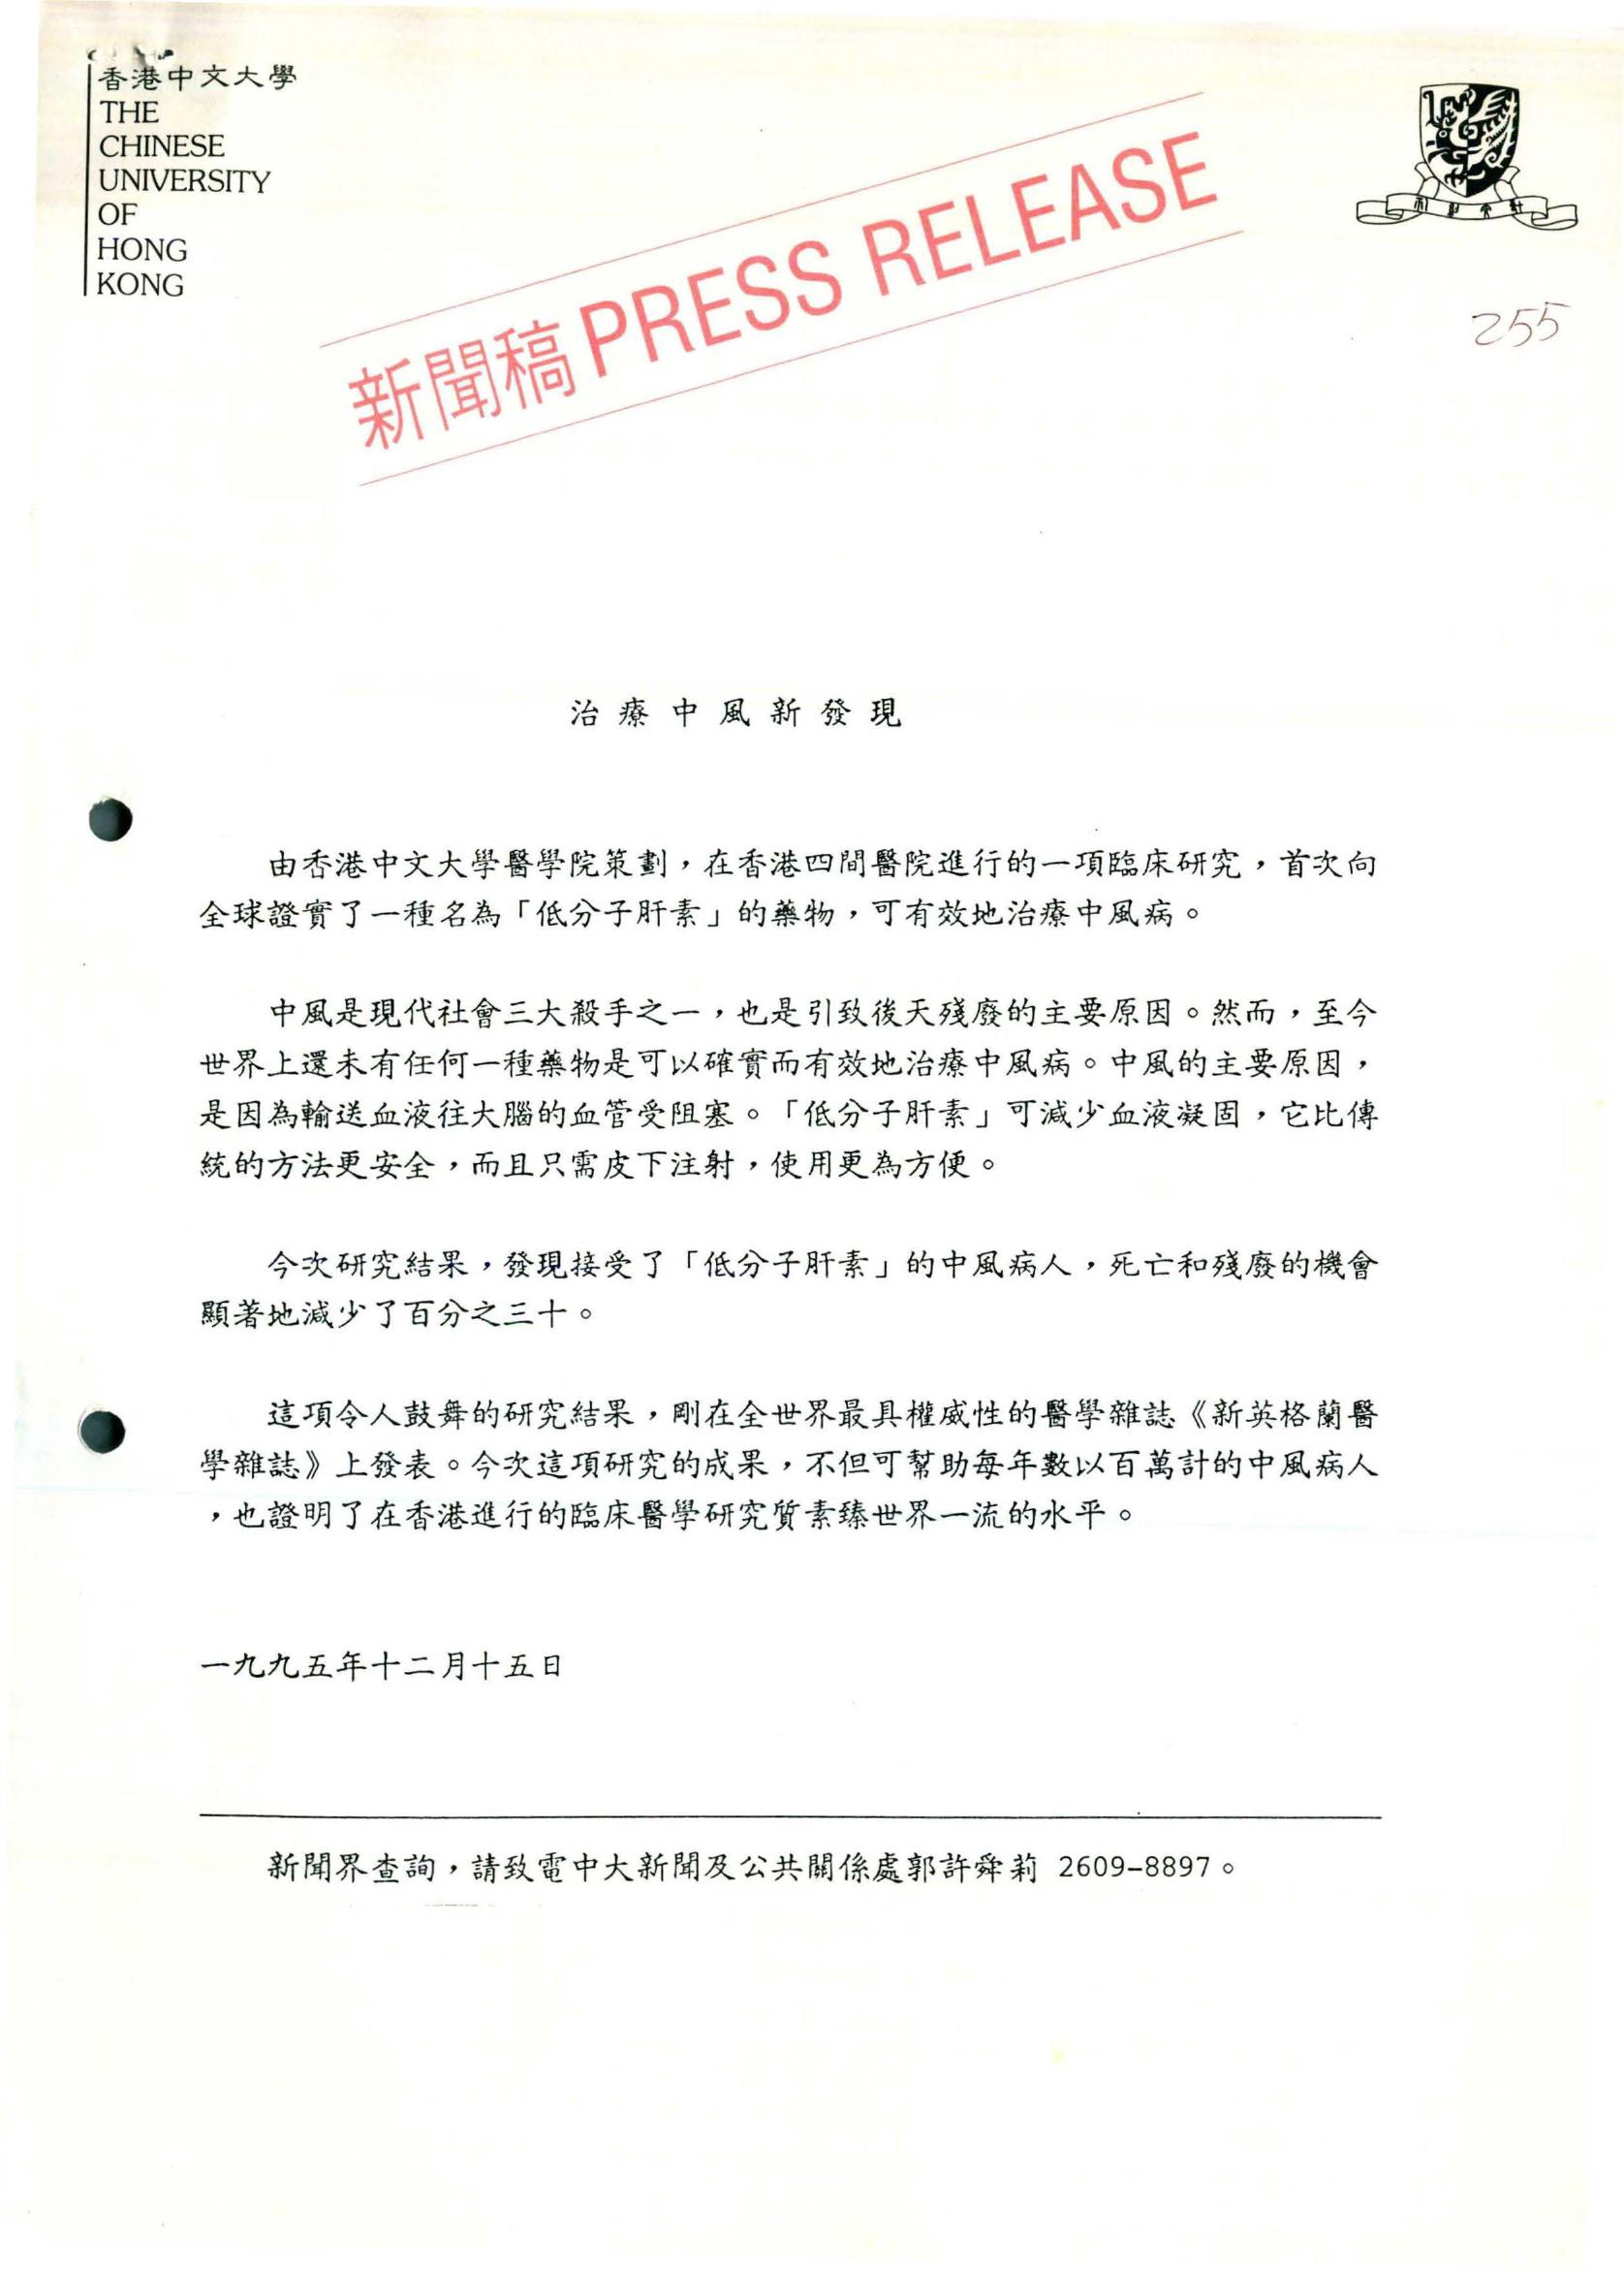 香港中文大學
THE
CHINESE
UNIVERSITY
OF
HONG
KONG
新聞稿 PRESS RELEASE
255
治療中風新發現
由香港中文大學醫學院策劃，在香港四間醫院進行的一項臨床研究，首次向
全球證實了一種名為「低分子肝素」的藥物，可有效地治療中風病。
中風是現代社會三大殺手之一，也是引致後天殘廢的主要原因。然而，至今
世界上還未有任何一種藥物是可以確實而有效地治療中風病。中風的主要原因，
是因為輸送血液往大腦的血管受阻塞。「低分子肝素」可減少血液凝固，它比傳
統的方法更安全，而且只需皮下注射，使用更為方便。
今次研究結果，發現接受了「低分子肝素」的中風病人，死亡和殘廢的機會
顯著地減少了百分之三十。
這項令人鼓舞的研究結果，剛在全世界最具權威性的醫學雜誌《新英格蘭醫
學雜誌》上發表。今次這項研究的成果，不但可幫助每年數以百萬計的中風病人
，也證明了在香港進行的臨床醫學研究質素臻世界一流的水平。
一九九五年十二月十五日
新聞界查詢，請致電中大新聞及公共關係處郭許舜莉 2609-8897。